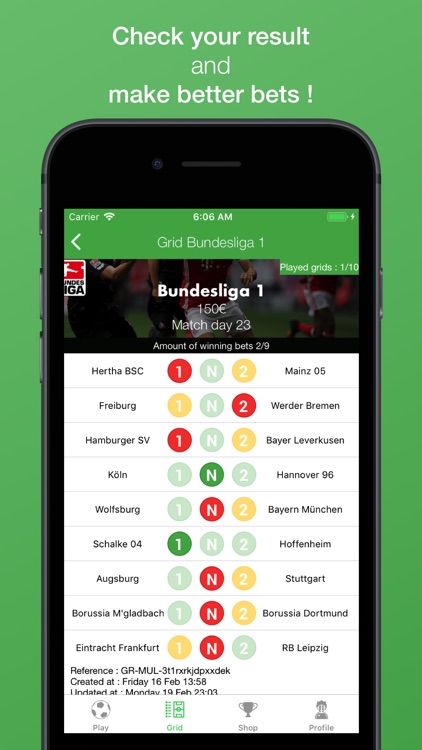 Check your result
and
make better bets !
Carrier 6:06 AM
Grid Bundesliga 1
Played grids : 1/10
BUNDES
LIGA
Bundesliga 1
150€
Match day 23
Amount of winning bets 2/9
Hertha BSC 1 N 2 Mainz 05
Freiburg 1 N 2 Werder Bremen
Hamburger SV 1 N 2 Bayer Leverkusen
Köln 1 N 2 Hannover 96
Wolfsburg 1 N 2 Bayern München
Schalke 04 1 N 2 Hoffenheim
Augsburg 1 N 2 Stuttgart
Borussia M'gladbach 1 N 2 Borussia Dortmund
Eintracht Frankfurt 1 N 2 RB Leipzig
Reference : GR-MUL-3t1rxrkjdpxxdek
Created at : Friday 16 Feb 13:58
Updated at : Monday 19 Feb 23:03
Play Grid Shop Profile